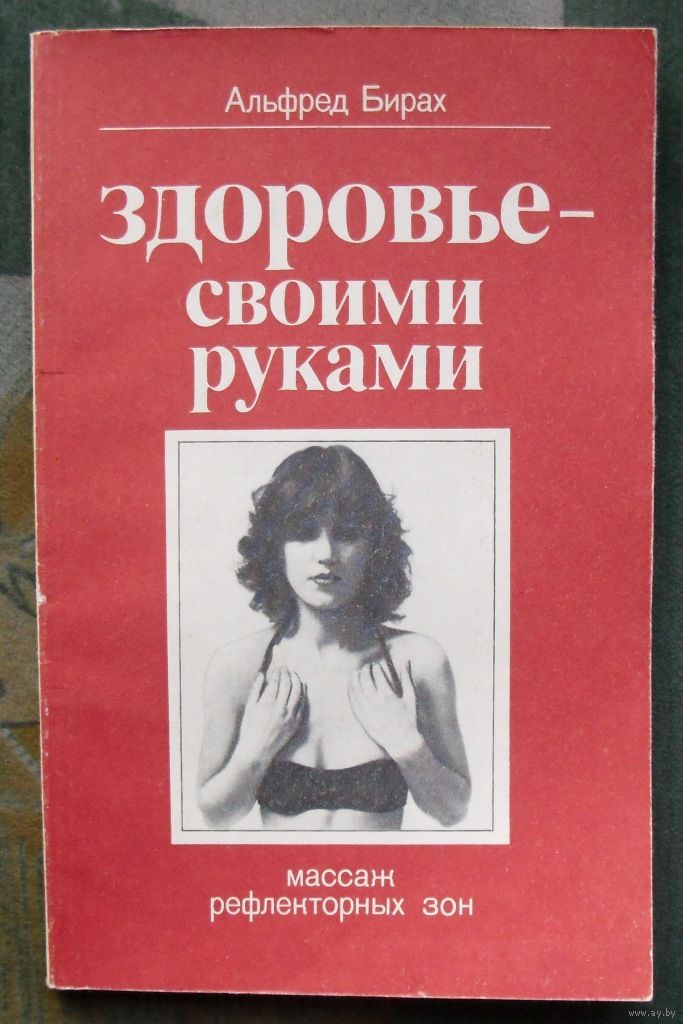 Альфред Бирах
здоровье-
своими
руками
массаж
рефлекторных зон
www.ay.by